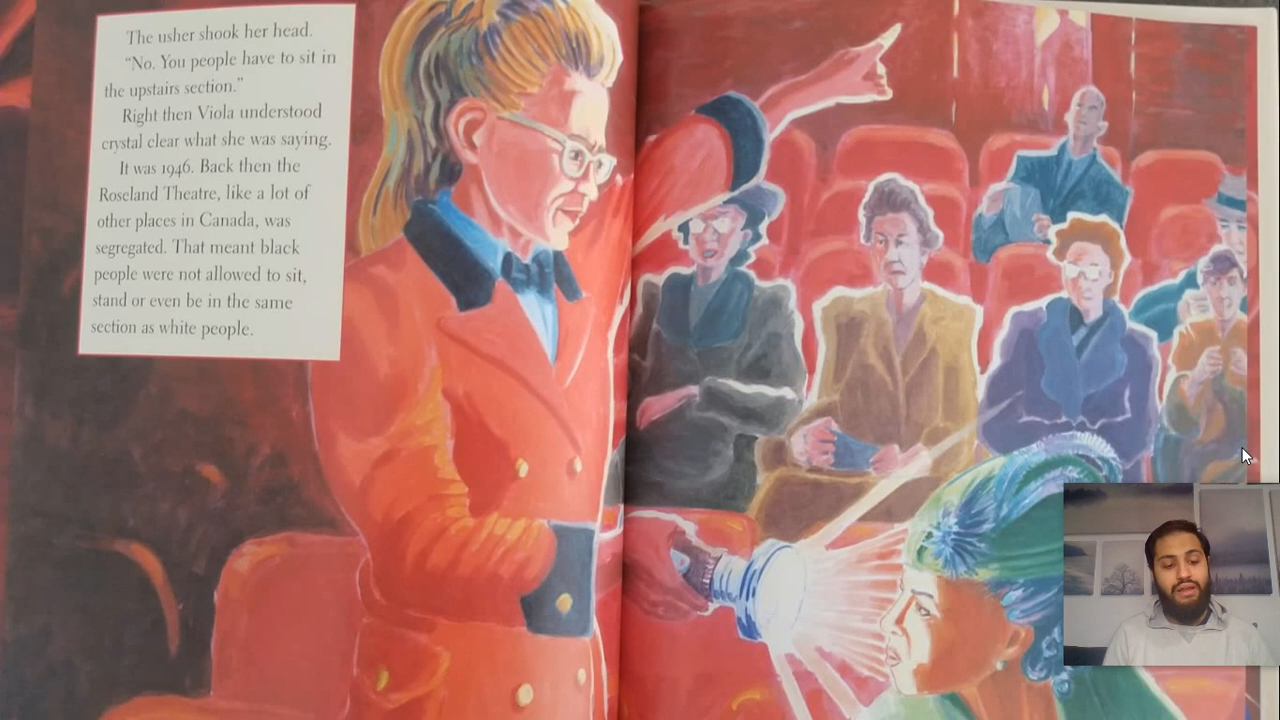 The usher shook her head.
“No. You people have to sit in
the upstairs section.”
Right then Viola understood
crystal clear what she was saying.
It was 1946. Back then the
Roseland Theatre, like a lot of
other places in Canada, was
segregated. That meant black
people were not allowed to sit,
stand or even be in the same
section as white people.